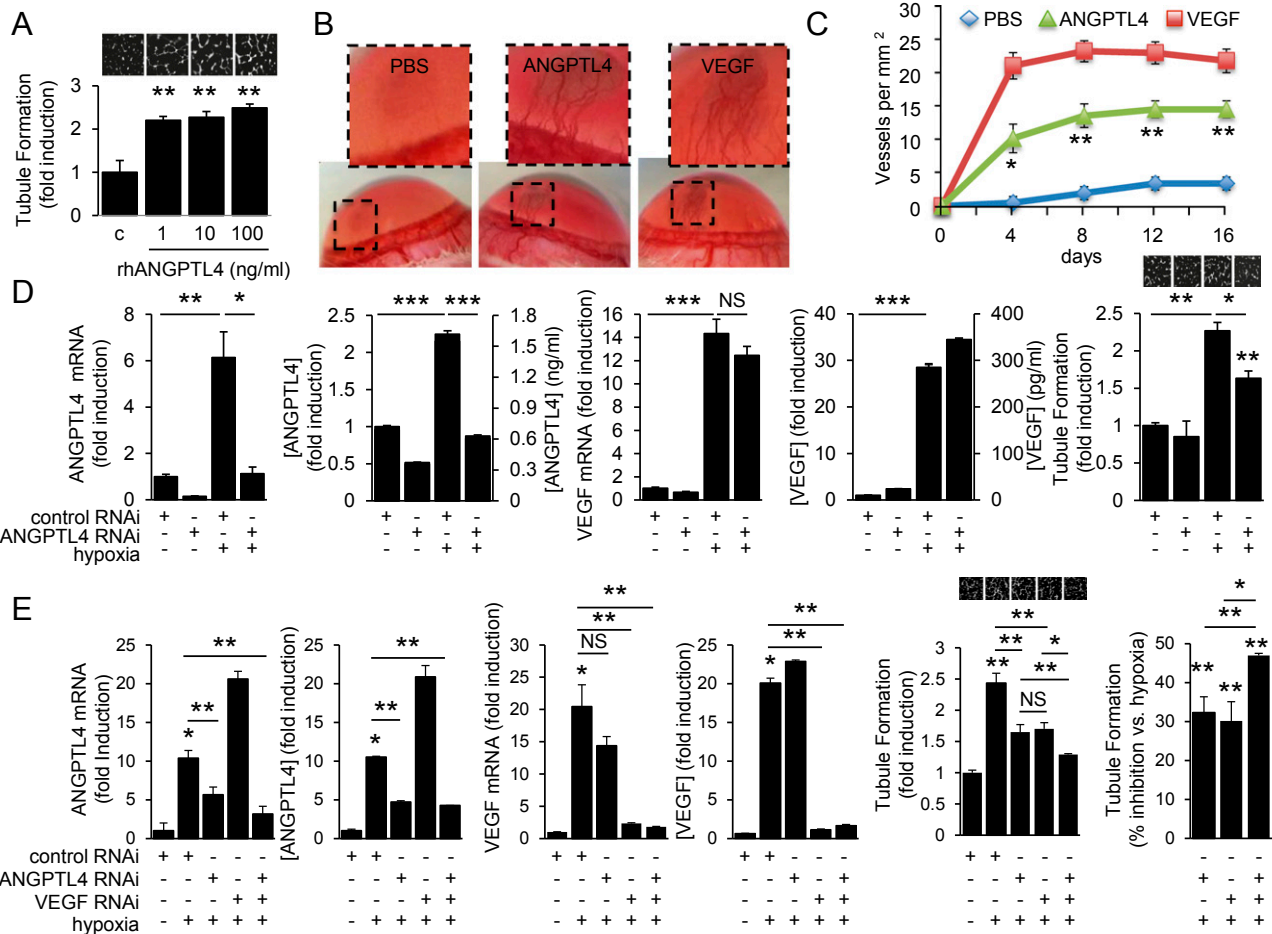 A
Tubule Formation
(fold induction)
3
2
1
0
** ** **
c 1 10 100
rhANGPTL4 (ng/ml)
B
PBS ANGPTL4 VEGF
C
PBS ANGPTL4 VEGF
Vessels per mm 2
30
25
20
15
10
5
0
* ** ** **
0 4 8 12 16
days
D
ANGPTL4 mRNA
(fold induction)
8
6
4
2
0
** *
[ANGPTL4]
(fold induction)
2.5
2
1.5
1
0.5
0
*** ***
1.8
1.5
1.2
0.9
0.6
0.3
0
[ANGPTL4] (ng/ml)
VEGF mRNA (fold induction)
16
14
12
10
8
6
4
2
0
*** NS
[VEGF] (fold induction)
40
30
20
10
0
***
400
300
200
100
0
[VEGF] (pg/ml)
Tubule Formation
(fold induction)
2.5
2
1.5
1
0.5
0
** *
**
control RNAi + - + - + - + - + - + - + - + - + - + -
ANGPTL4 RNAi - + - + - + - + - + - + - + - + - + - +
hypoxia - - + + - - + + - - + + - - + + - - + +
E
ANGPTL4 mRNA
(fold Induction)
25
20
15
10
5
0
**
**
*
[ANGPTL4] (fold induction)
25
20
15
10
5
0
**
**
*
VEGF mRNA (fold induction)
30
25
20
15
10
5
0
**
**
NS
*
[VEGF] (fold induction)
25
20
15
10
5
0
**
**
*
Tubule Formation
(fold induction)
3
2.5
2
1.5
1
0.5
0
**
** *
** **
NS
Tubule Formation
(% inhibition vs. hypoxia)
50
40
30
20
10
0
*
**
** ** **
control RNAi + + - - - + + - - - + + - - - + + - - - + + - - - - - -
ANGPTL4 RNAi - - + - + - - + - + - - + - + - - + - + - - + - + + - +
VEGF RNAi - - - + + - - - + + - - - + + - - - + + - - - + + - + +
hypoxia - + + + + - + + + + - + + + + - + + + + - + + + + + + +